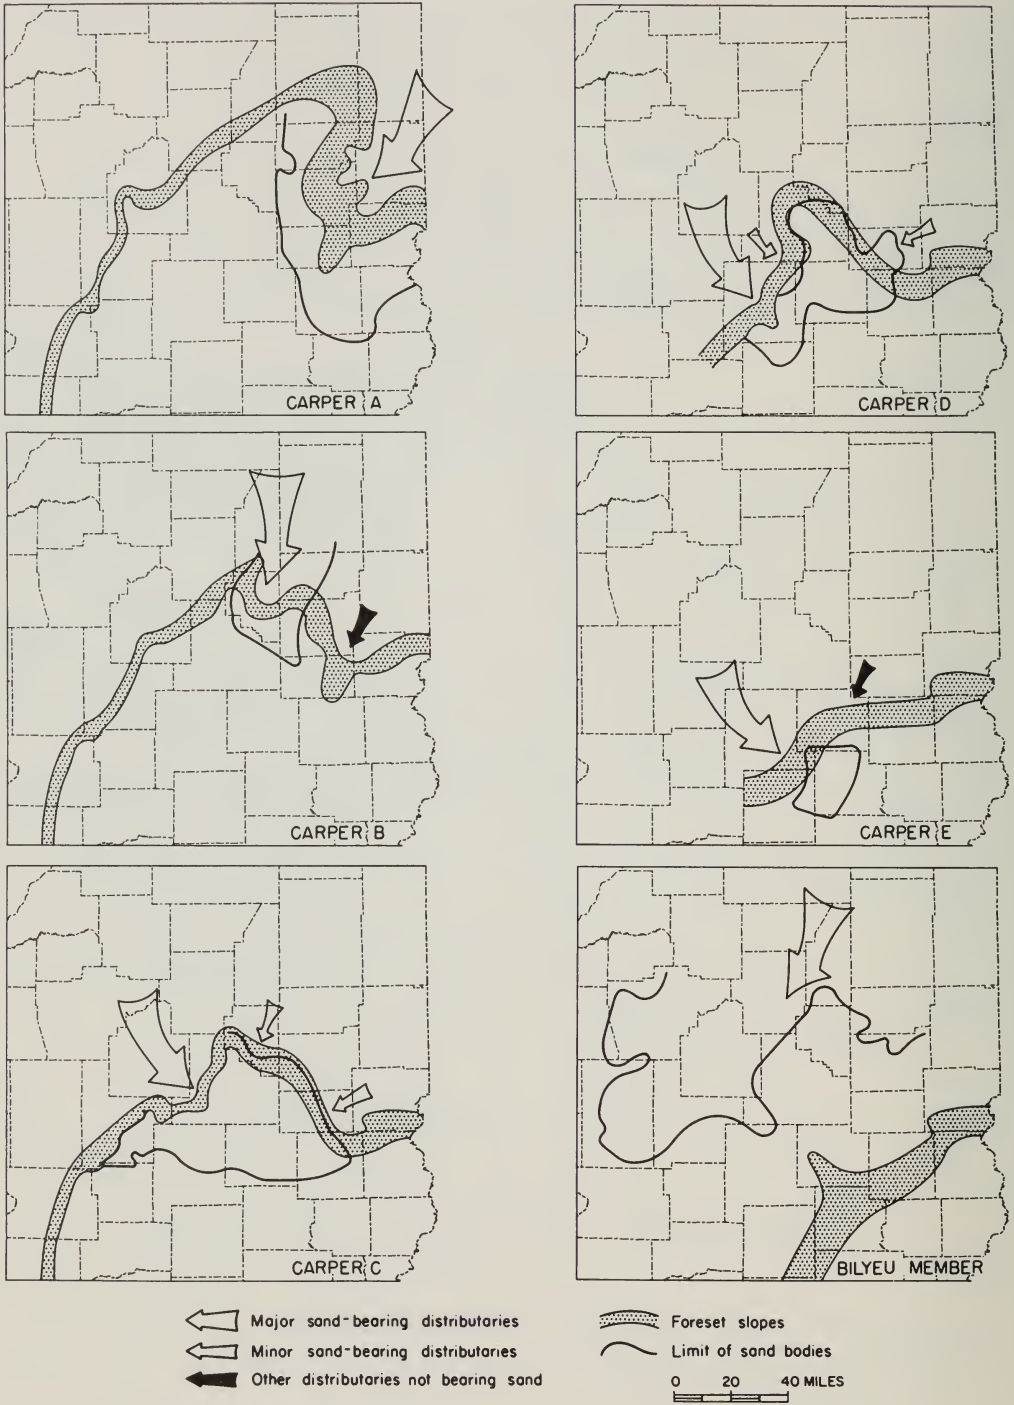 CARPER A
CARPER D
CARPER B
CARPER E
CARPER C
BILYEU MEMBER
Major sand-bearing distributaries
Minor sand-bearing distributaries
Other distributaries not bearing sand
Foreset slopes
Limit of sand bodies
0 20 40 MILES